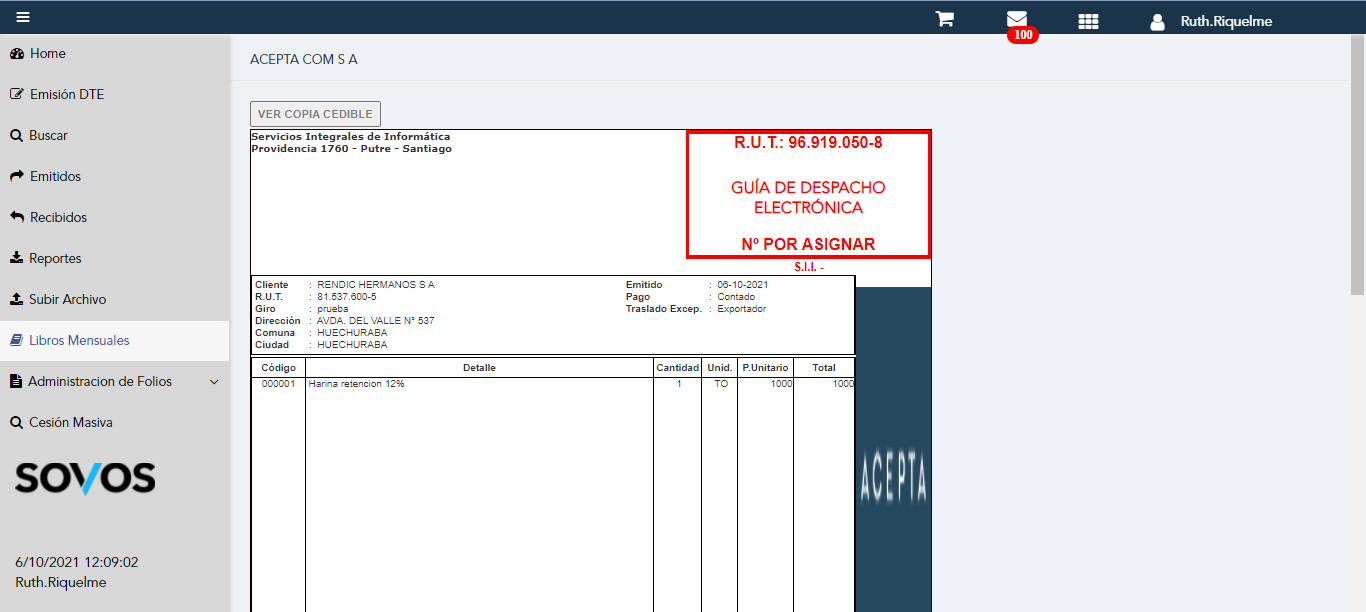 Ruth.Riquelme
100
Home
Emisión DTE
Buscar
Emitidos
Recibidos
Reportes
Subir Archivo
Libros Mensuales
Administracion de Folios
Cesión Masiva
SOVOS
6/10/2021 12:09:02
Ruth.Riquelme
ACEPTA COM S A
VER COPIA CEDIBLE
Servicios Integrales de Informática
Providencia 1760 - Putre - Santiago
R.U.T.: 96.919.050-8
GUÍA DE DESPACHO
ELECTRÓNICA
Nº POR ASIGNAR
S.I.I. -
Cliente : RENDIC HERMANOS S A Emitido : 06-10-2021
R.U.T. : 81.537.600-5 Pago : Contado
Giro : prueba Traslado Excep. : Exportador
Dirección : AVDA. DEL VALLE N° 537
Comuna : HUECHURABA
Ciudad : HUECHURABA
Código Detalle Cantidad Unid. P.Unitario Total
000001 Harina retencion 12% 1 TO 1000 1000
ACEPTA